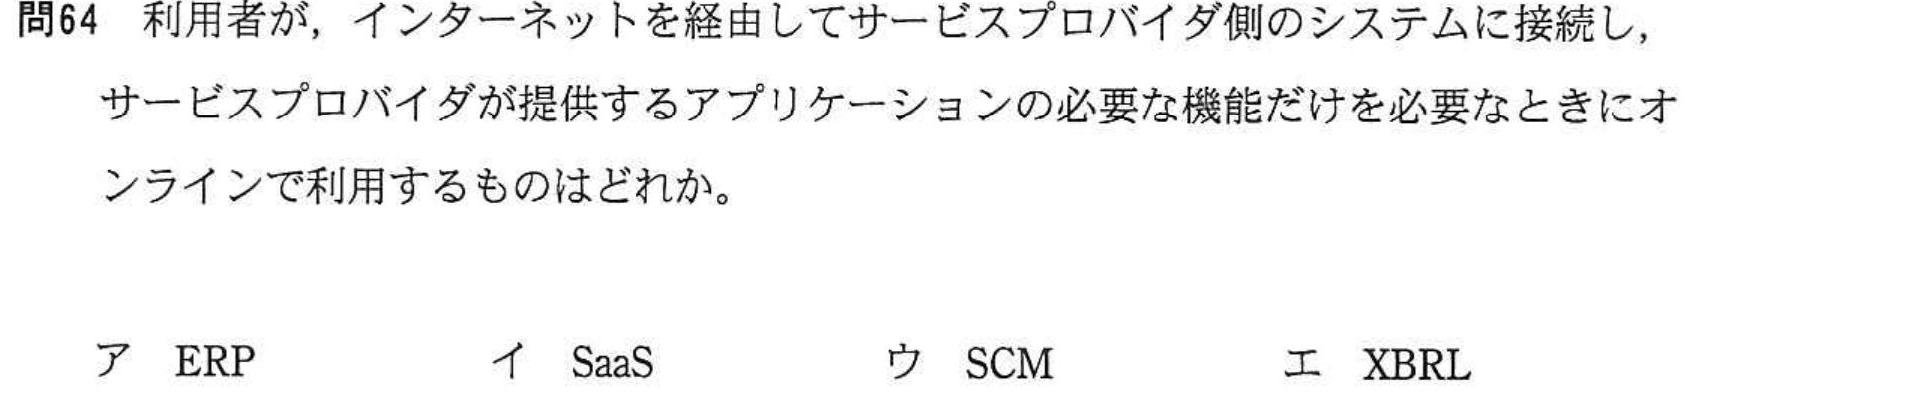 問64 利用者が，インターネットを経由してサービスプロバイダ側のシステムに接続し，
サービスプロバイダが提供するアプリケーションの必要な機能だけを必要なときにオ
ンラインで利用するものはどれか。
ア ERP イ SaaS ウ SCM エ XBRL